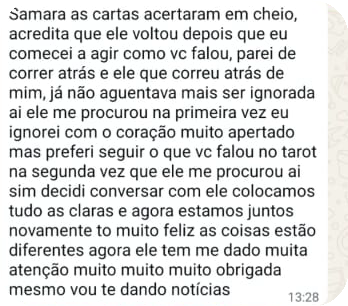 Samara as cartas acertaram em cheio,
acredita que ele voltou depois que eu
comecei a agir como vc falou, parei de
correr atrás e ele que correu atrás de
mim, já não aguentava mais ser ignorada
ai ele me procurou na primeira vez eu
ignorei com o coração muito apertado
mas preferi seguir o que vc falou no tarot
na segunda vez que ele me procurou ai
sim decidi conversar com ele colocamos
tudo as claras e agora estamos juntos
novamente to muito feliz as coisas estão
diferentes agora ele tem me dado muita
atenção muito muito muito obrigada
mesmo vou te dando notícias
13:28